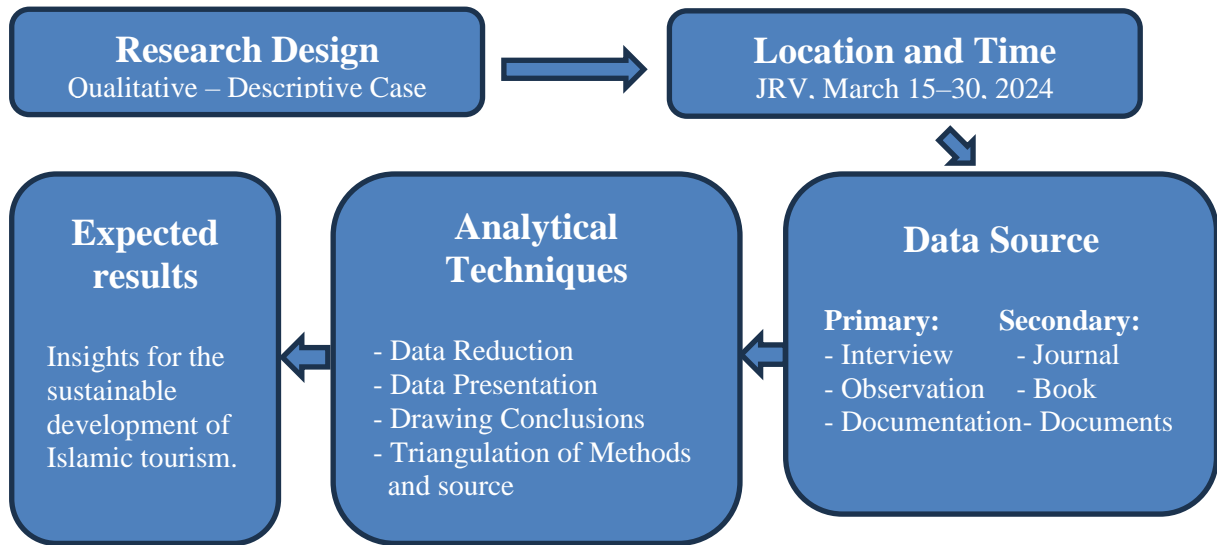 Research Design
Qualitative – Descriptive Case
Location and Time
JRV, March 15–30, 2024
Data Source
Primary: Secondary:
- Interview - Journal
- Observation - Book
- Documentation- Documents
Analytical
Techniques
- Data Reduction
- Data Presentation
- Drawing Conclusions
- Triangulation of Methods
and source
Expected
results
Insights for the
sustainable
development of
Islamic tourism.